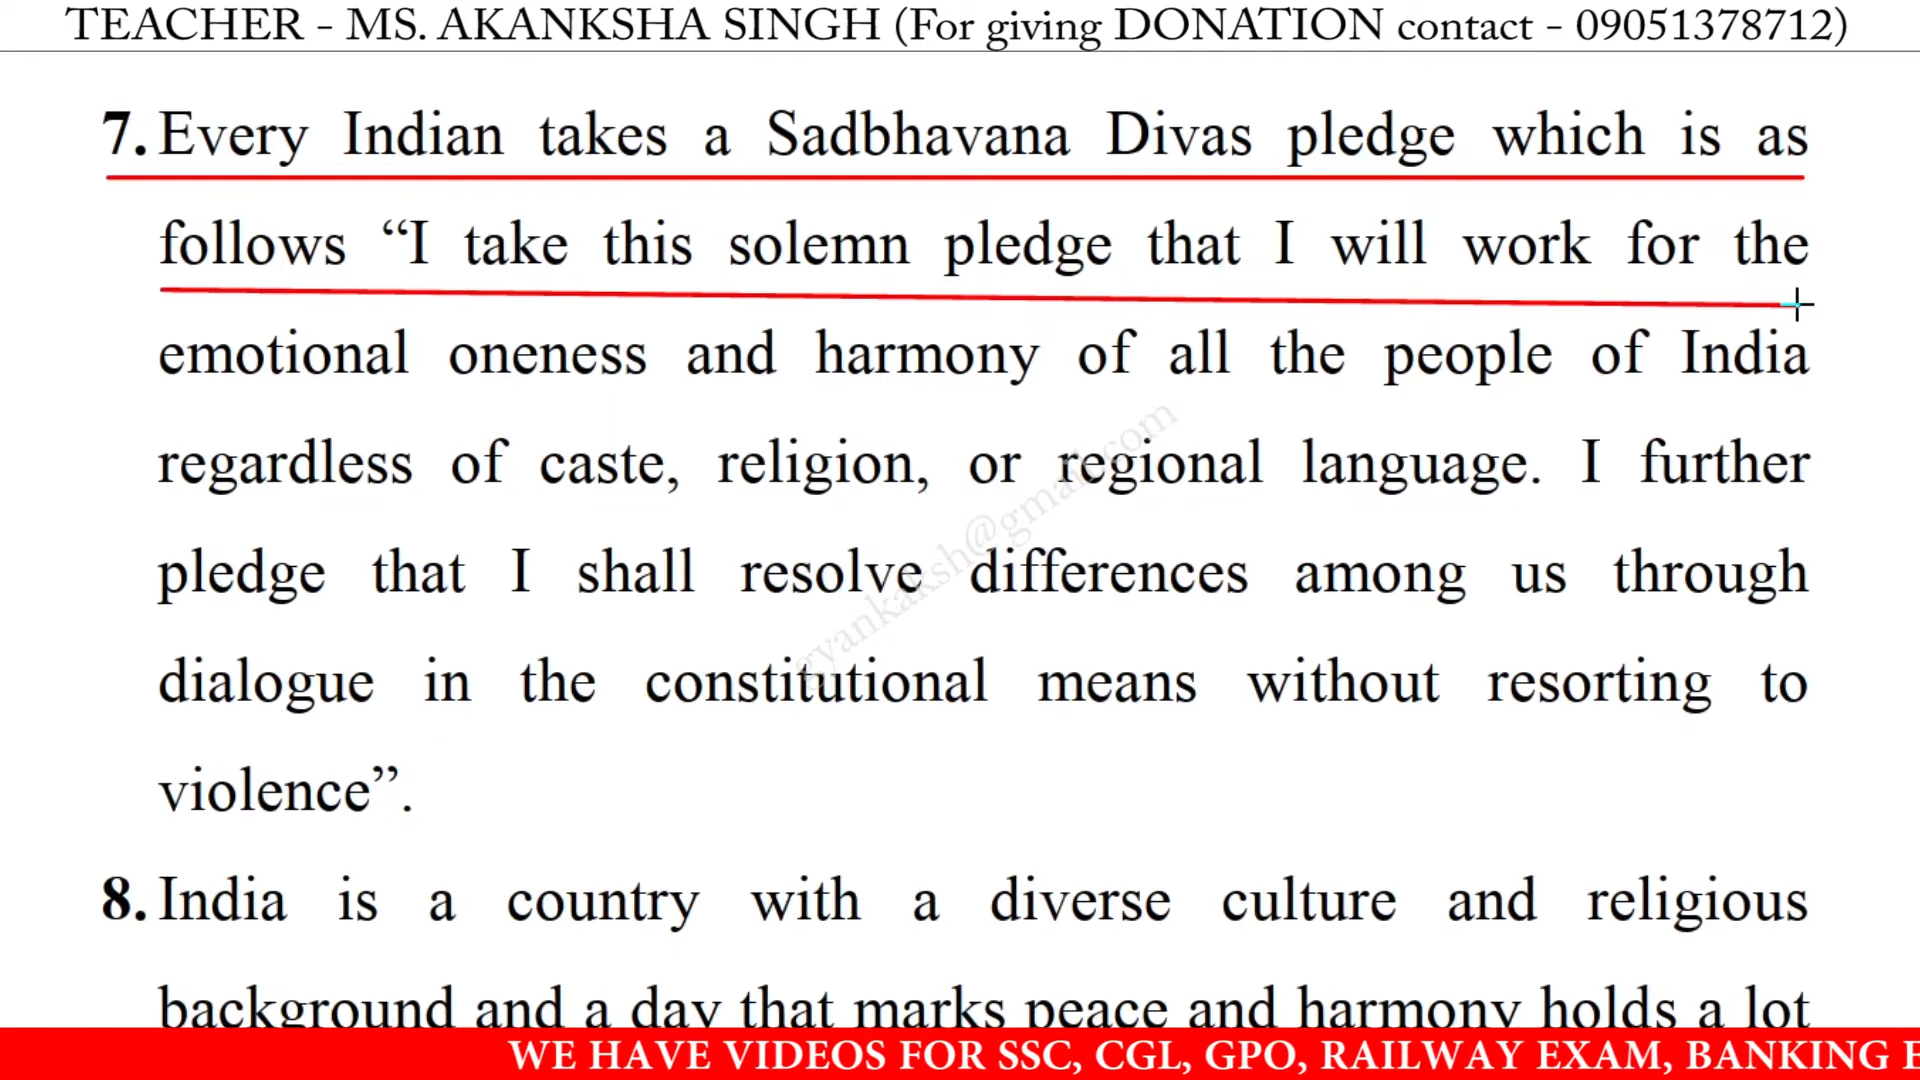 TEACHER - MS. AKANKSHA SINGH (For giving DONATION contact - 09051378712)
7. Every Indian takes a Sadbhavana Divas pledge which is as
follows “I take this solemn pledge that I will work for the
emotional oneness and harmony of all the people of India
regardless of caste, religion, or regional language. I further
pledge that I shall resolve differences among us through
dialogue in the constitutional means without resorting to
violence”.
gyankaksh@gmail.com
8. India is a country with a diverse culture and religious
background and a day that marks peace and harmony holds a lot
WE HAVE VIDEOS FOR SSC, CGL, GPO, RAILWAY EXAM, BANKING E